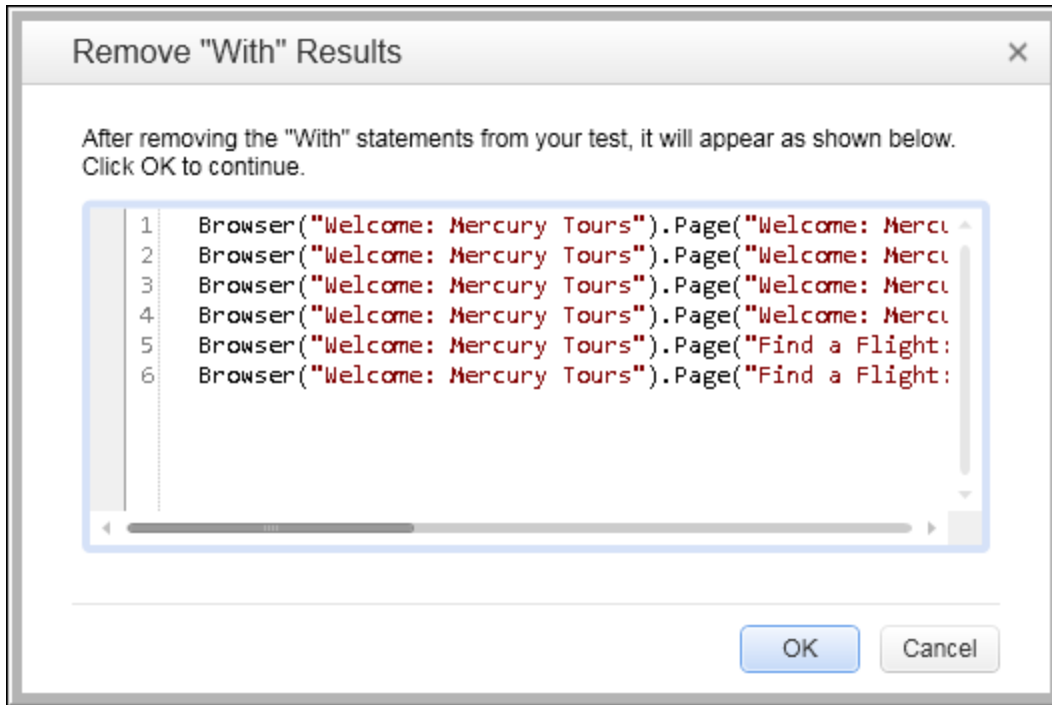 Remove "With" Results
After removing the "With" statements from your test, it will appear as shown below.
Click OK to continue.
1 Browser("Welcome: Mercury Tours").Page("Welcome: Mercu
2 Browser("Welcome: Mercury Tours").Page("Welcome: Mercu
3 Browser("Welcome: Mercury Tours").Page("Welcome: Mercu
4 Browser("Welcome: Mercury Tours").Page("Welcome: Mercu
5 Browser("Welcome: Mercury Tours").Page("Find a Flight:
6 Browser("Welcome: Mercury Tours").Page("Find a Flight:
OK Cancel